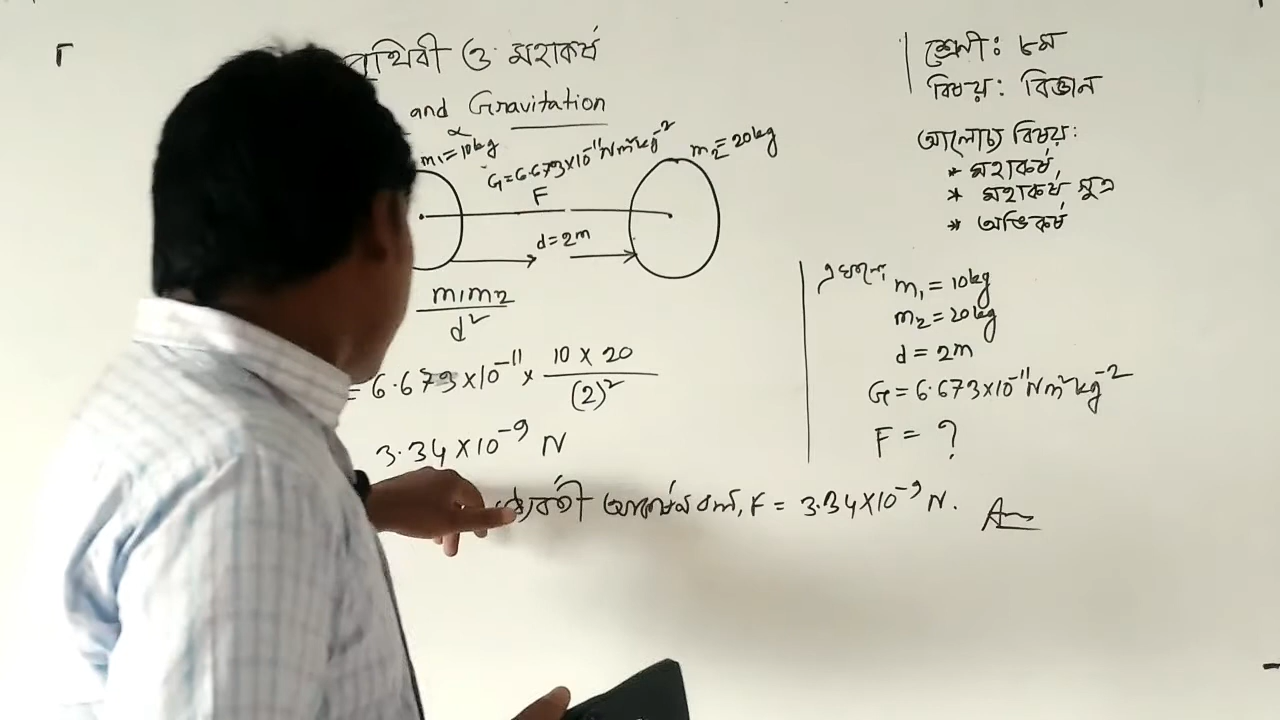 পৃথিবী ও মহাকর্ষ
and Gravitation
m₁=10kg
G=6.673×10⁻¹¹Nm²kg⁻²
m₂=20kg
F
d=2m
m₁m₂
d²
= 6.673×10⁻¹¹ × 10 × 20
(2)²
3.34×10⁻⁹ N
আকর্ষণ বল, F = 3.34×10⁻⁹ N. Ans
শ্রেণী: ৮ম
বিষয়: বিজ্ঞান
আলোচ্য বিষয়:
* মহাকর্ষ,
* মহাকর্ষ সূত্র
* অভিকর্ষ
এখানে, m₁ = 10kg
m₂ = 20kg
d = 2m
G = 6.673×10⁻¹¹Nm²kg⁻²
F = ?